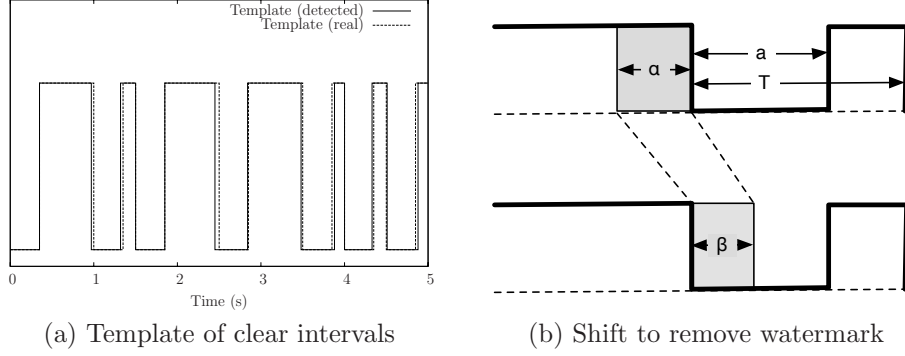 Template (detected)
Template (real)
0 1 2 3 4 5
Time (s)
(a) Template of clear intervals
α
a
T
β
(b) Shift to remove watermark